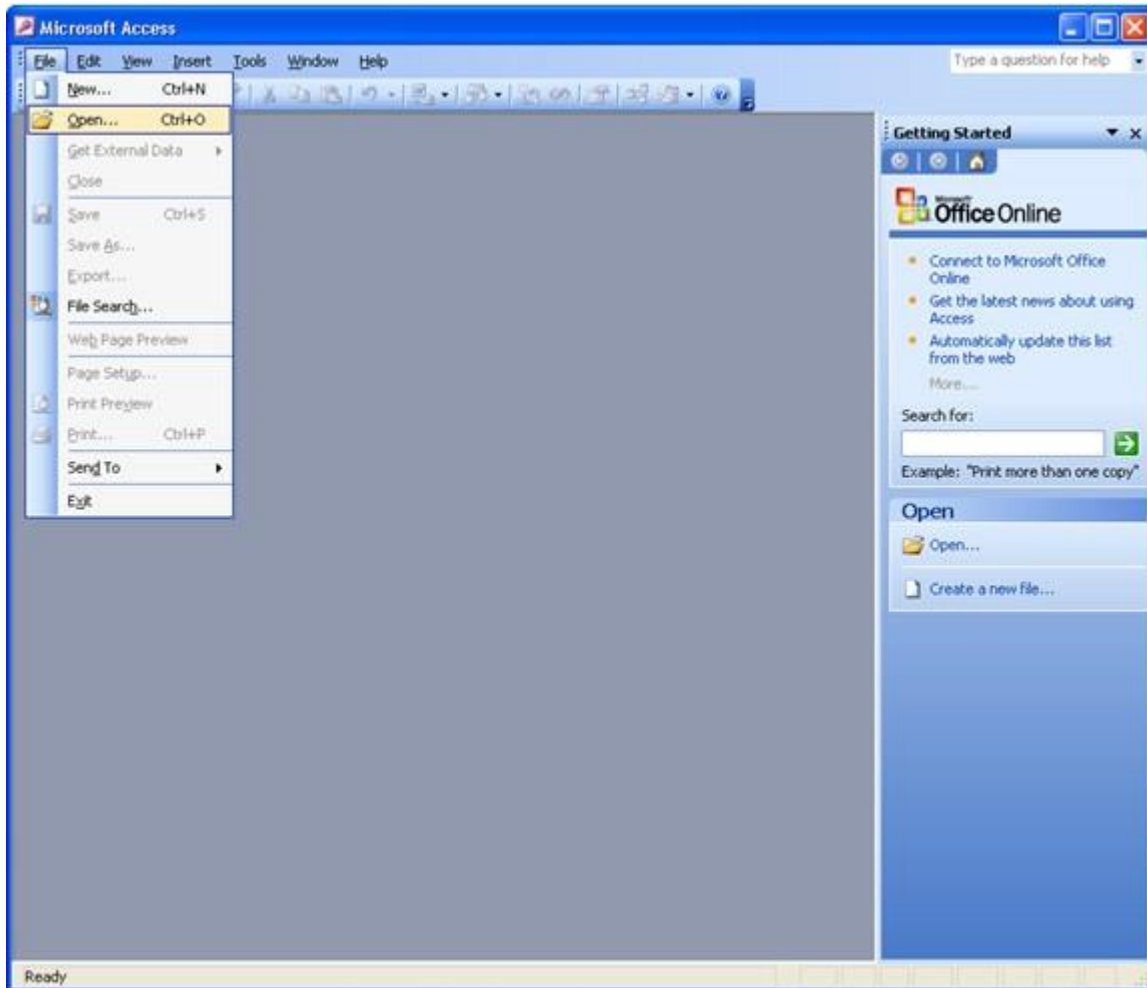 Microsoft Access
File Edit View Insert Tools Window Help
Type a question for help
New... Ctrl+N
Open... Ctrl+O
Get External Data
Close
Save Ctrl+S
Save As...
Export...
File Search...
Web Page Preview
Page Setup...
Print Preview
Print... Ctrl+P
Send To
Exit
Getting Started
Microsoft
Office Online
Connect to Microsoft Office
Online
Get the latest news about using
Access
Automatically update this list
from the web
More...
Search for:
Example: "Print more than one copy"
Open
Open...
Create a new file...
Ready